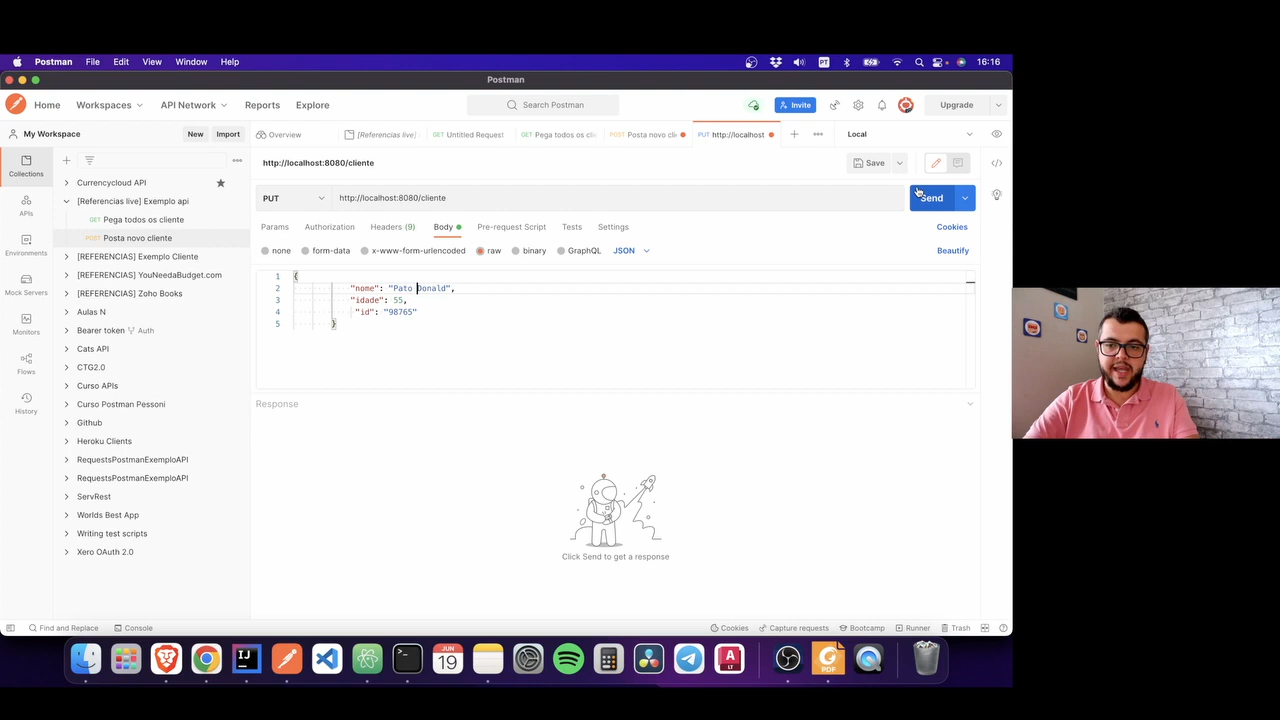 Postman File Edit View Window Help PT 16:16
Postman
Home Workspaces API Network Reports Explore Search Postman Invite Upgrade
My Workspace New Import Overview [Referencias live] GET Untitled Request GET Pega todos os cli POST Posta novo cli PUT http://localhost Local
http://localhost:8080/cliente Save
PUT http://localhost:8080/cliente Send
Params Authorization Headers (9) Body Pre-request Script Tests Settings Cookies
none form-data x-www-form-urlencoded raw binary GraphQL JSON Beautify
1 {
2 "nome": "Pato Donald",
3 "idade": 55,
4 "id": "98765"
5 }
Response
Click Send to get a response
Collections
APIs
Environments
Mock Servers
Monitors
Flows
History
Currencycloud API
[Referencias live] Exemplo api
GET Pega todos os cliente
POST Posta novo cliente
[REFERENCIAS] Exemplo Cliente
[REFERENCIAS] YouNeedaBudget.com
[REFERENCIAS] Zoho Books
Aulas N
Bearer token Auth
Cats API
CTG2.0
Curso APIs
Curso Postman Pessoni
Github
Heroku Clients
RequestsPostmanExemploAPI
RequestsPostmanExemploAPI
ServRest
Worlds Best App
Writing test scripts
Xero OAuth 2.0
Find and Replace Console Cookies Capture requests Bootcamp Runner Trash
JUN
19
PDF